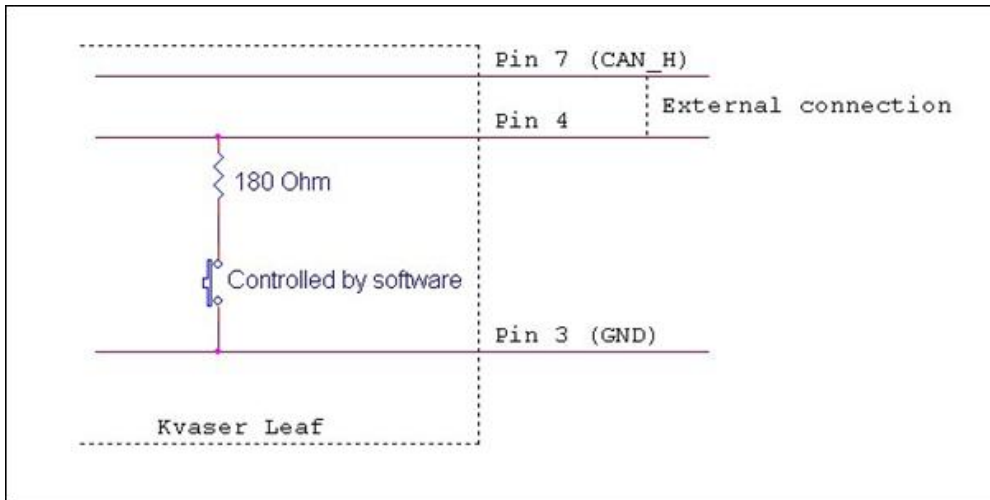 Pin 7 (CAN_H)
External connection
Pin 4
180 Ohm
Controlled by software
Pin 3 (GND)
Kvaser Leaf